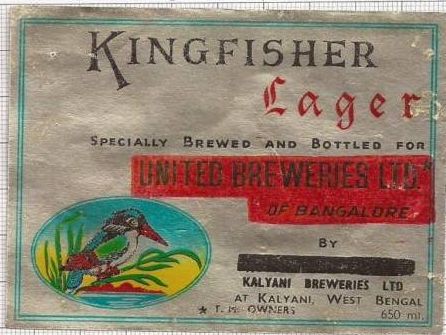 KINGFISHER
Lager
SPECIALLY BREWED AND BOTTLED FOR
UNITED BREWERIES LTD.*
OF BANGALORE
BY
KALYANI BREWERIES LTD
AT KALYANI, WEST BENGAL
* T. M. OWNERS 650 ml.